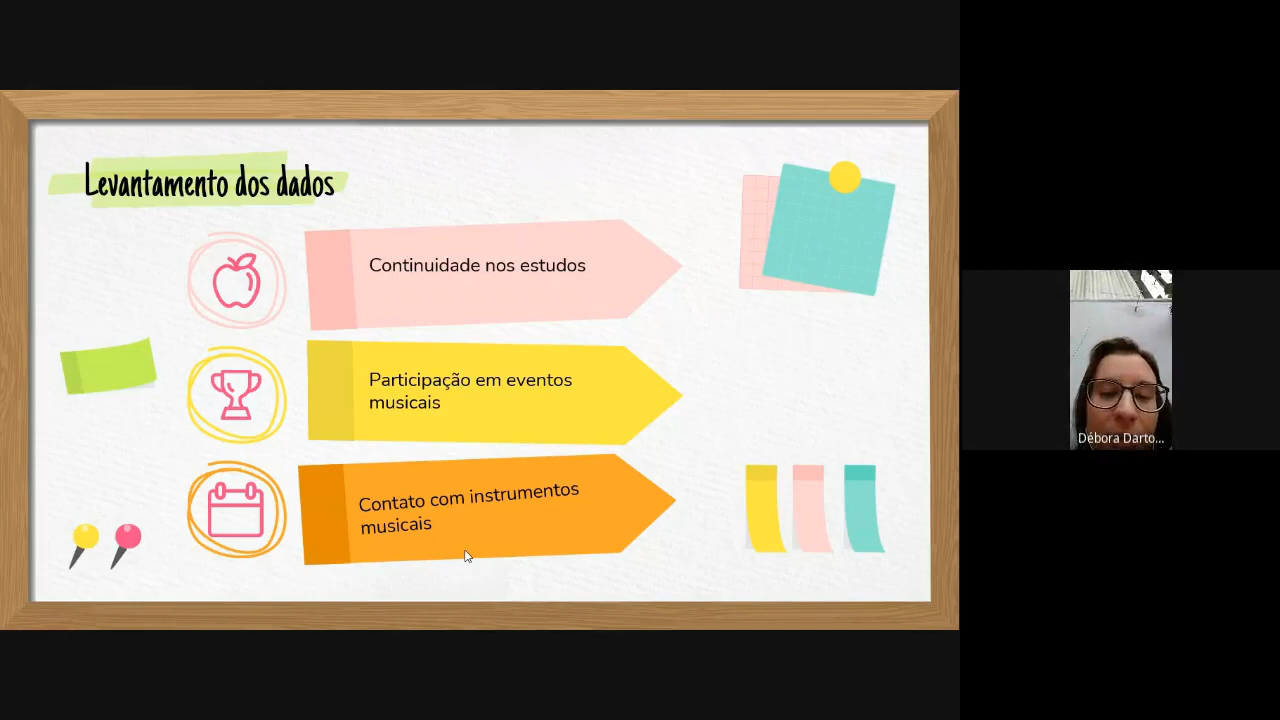 Levantamento dos dados
Continuidade nos estudos
Participação em eventos
musicais
Contato com instrumentos
musicais
Débora Darto...